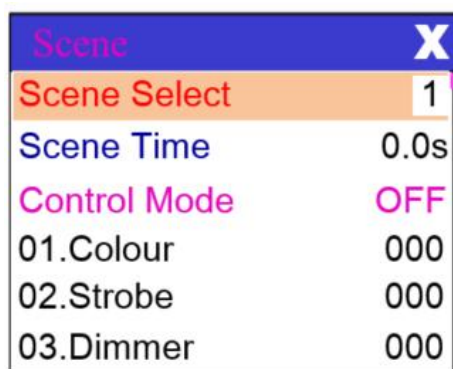 Scene X
Scene Select 1
Scene Time 0.0s
Control Mode OFF
01.Colour 000
02.Strobe 000
03.Dimmer 000